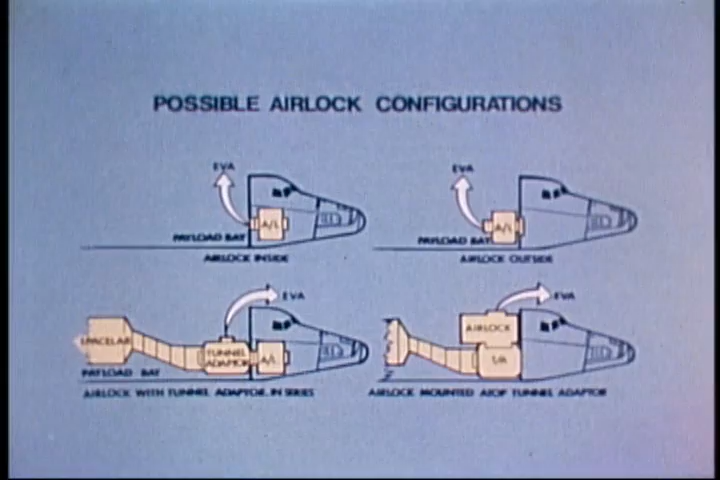 POSSIBLE AIRLOCK CONFIGURATIONS
EVA
A/L
PAYLOAD BAY
AIRLOCK INSIDE
EVA
A/L
PAYLOAD BAY
AIRLOCK OUTSIDE
EVA
SPACELAB
TUNNEL
ADAPTOR
A/L
PAYLOAD BAY
AIRLOCK WITH TUNNEL ADAPTOR, IN SERIES
EVA
AIRLOCK
T/A
AIRLOCK MOUNTED ATOP TUNNEL ADAPTOR